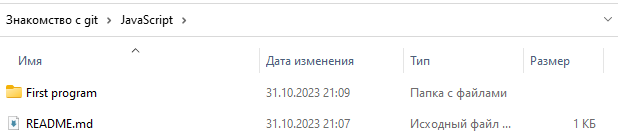 Знакомство с git > JavaScript >
Имя Дата изменения Тип Размер
First program 31.10.2023 21:09 Папка с файлами
README.md 31.10.2023 21:07 Исходный файл ... 1 КБ